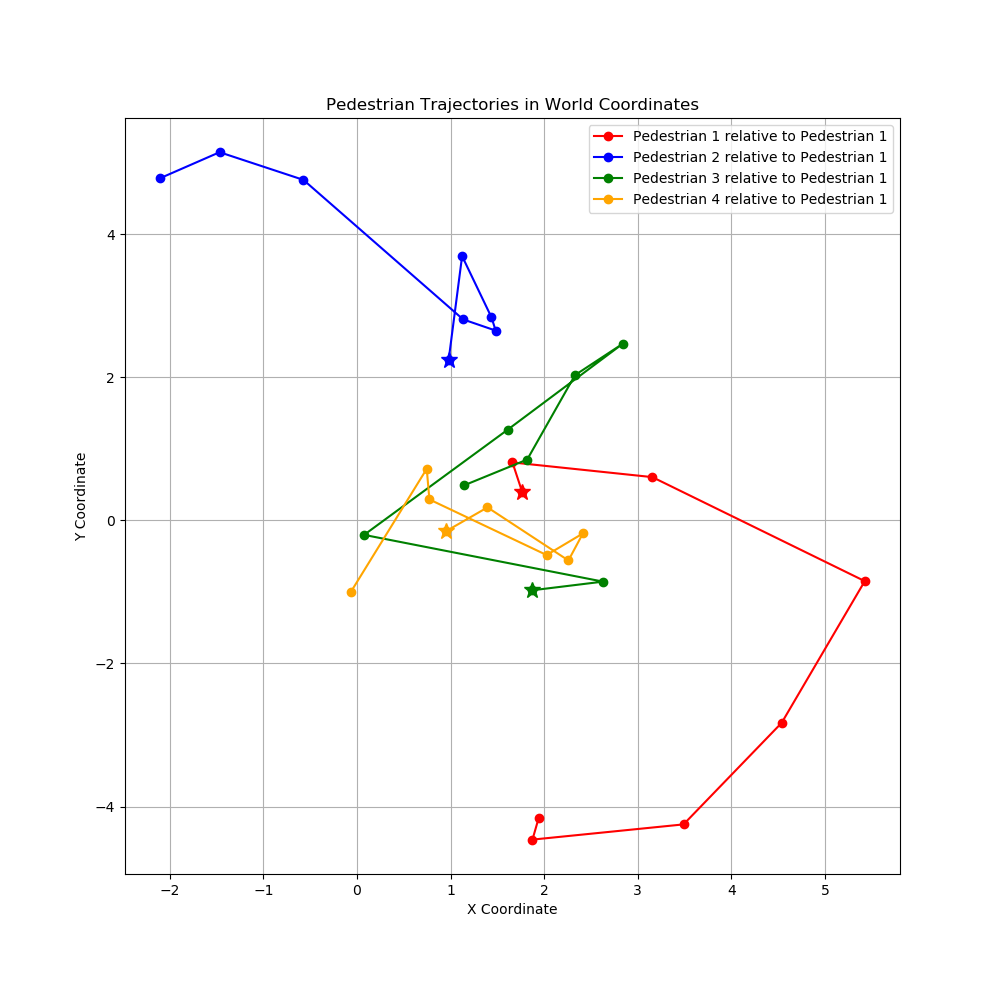 Pedestrian Trajectories in World Coordinates
Pedestrian 1 relative to Pedestrian 1
Pedestrian 2 relative to Pedestrian 1
Pedestrian 3 relative to Pedestrian 1
Pedestrian 4 relative to Pedestrian 1
Y Coordinate
4
2
0
−2
−4
−2 −1 0 1 2 3 4 5
X Coordinate